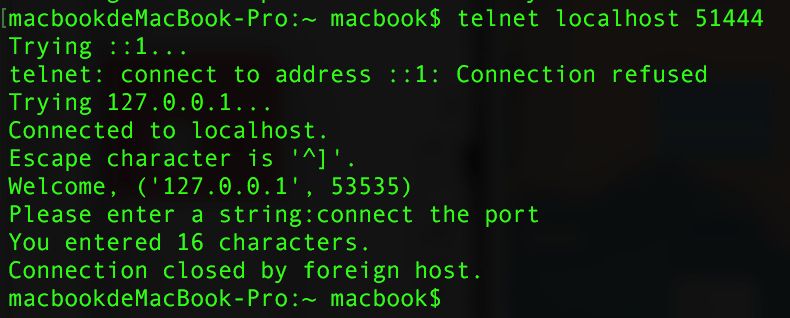 [macbookdeMacBook-Pro:~ macbook$ telnet localhost 51444
Trying ::1...
telnet: connect to address ::1: Connection refused
Trying 127.0.0.1...
Connected to localhost.
Escape character is '^]'.
Welcome, ('127.0.0.1', 53535)
Please enter a string:connect the port
You entered 16 characters.
Connection closed by foreign host.
macbookdeMacBook-Pro:~ macbook$